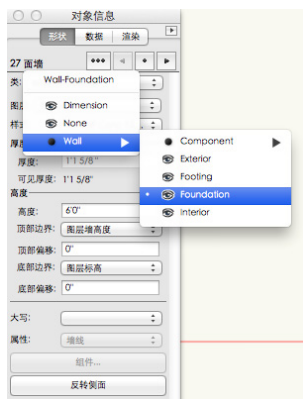 对象信息
形状 数据 渲染
27 面墙
类:
Wall-Foundation
Dimension
None
Wall
Component
Exterior
Footing
Foundation
Interior
厚度: 1'1 5/8"
可见厚度: 1'1 5/8"
高度
高度: 6'0"
顶部边界: 图层墙高度
顶部偏移: 0"
底部边界: 图层标高
底部偏移: 0"
大写:
属性: 墙线
组件...
反转侧面